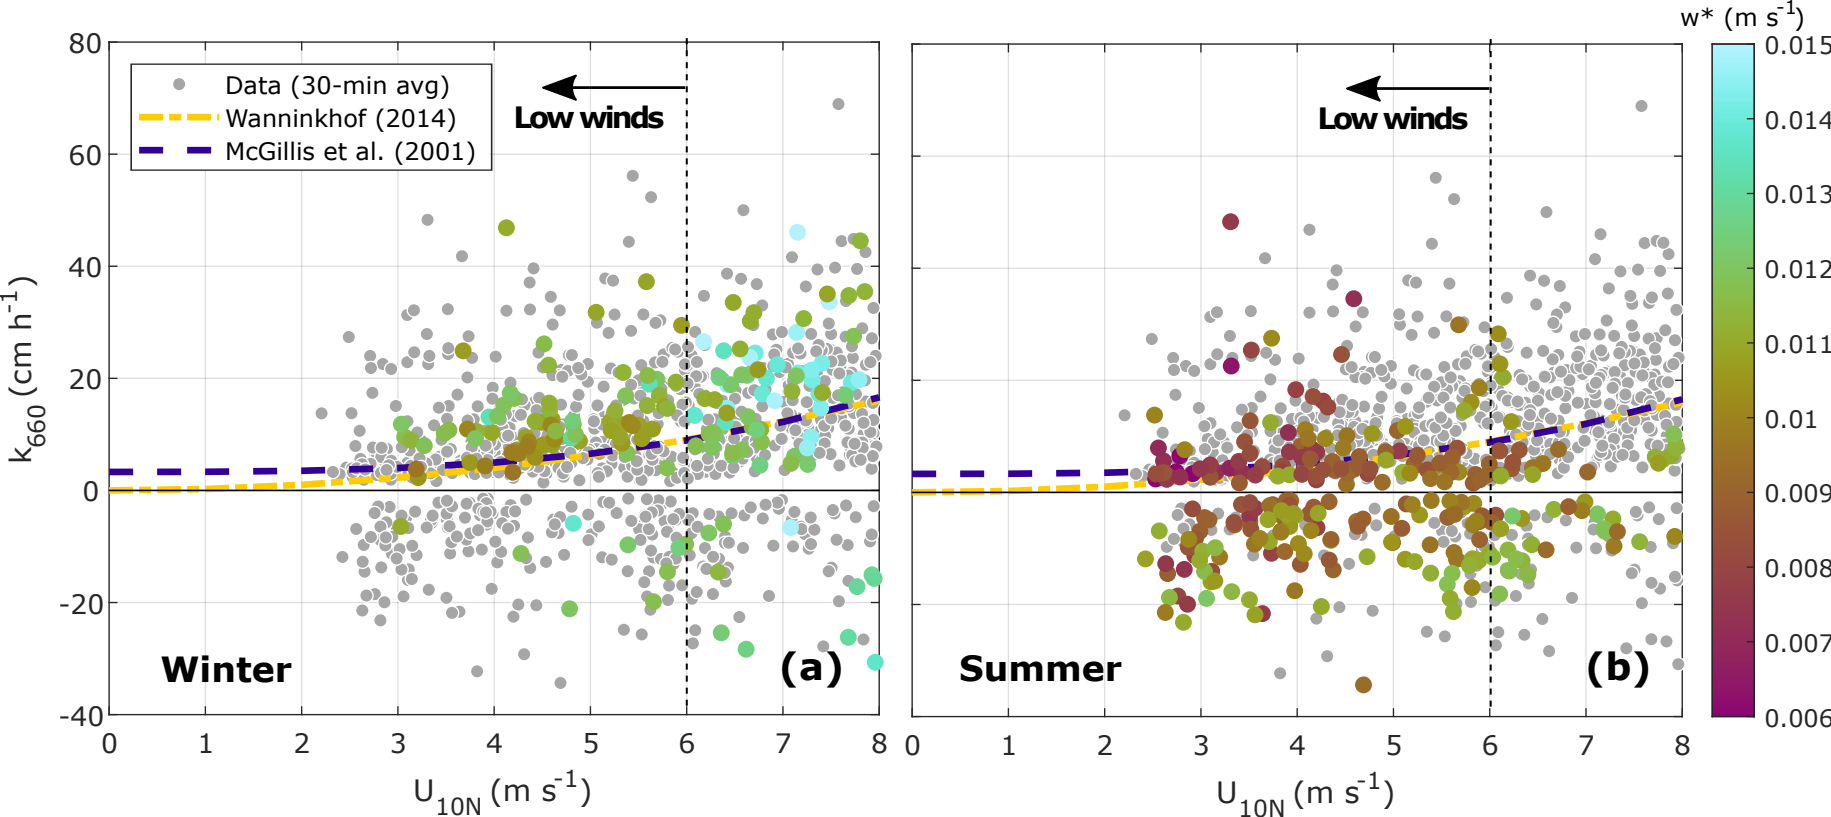 w* (m s-1)
80
60
40
20
0
-20
-40
k660 (cm h-1)
Data (30-min avg)
Wanninkhof (2014)
McGillis et al. (2001)
Low winds
Winter
(a)
0 1 2 3 4 5 6 7 8
U10N (m s-1)
Low winds
Summer
(b)
0 1 2 3 4 5 6 7 8
U10N (m s-1)
0.015
0.014
0.013
0.012
0.011
0.01
0.009
0.008
0.007
0.006